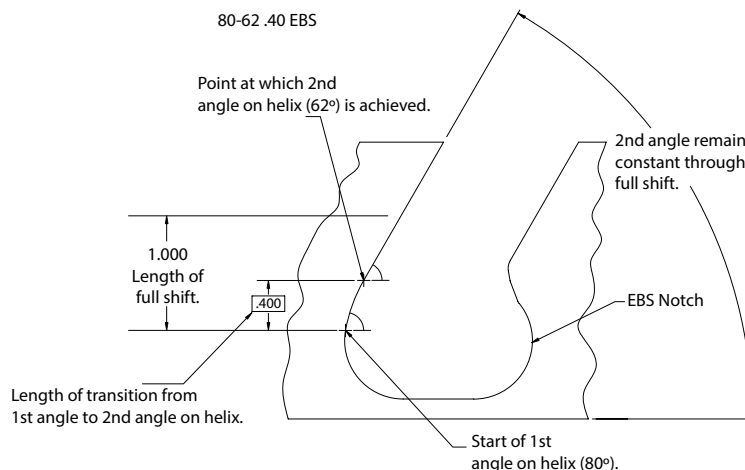 80-62 .40 EBS
Point at which 2nd
angle on helix (62º) is achieved.
2nd angle remain
constant through
full shift.
1.000
Length of
full shift.
.400
EBS Notch
Length of transition from
1st angle to 2nd angle on helix.
Start of 1st
angle on helix (80º).